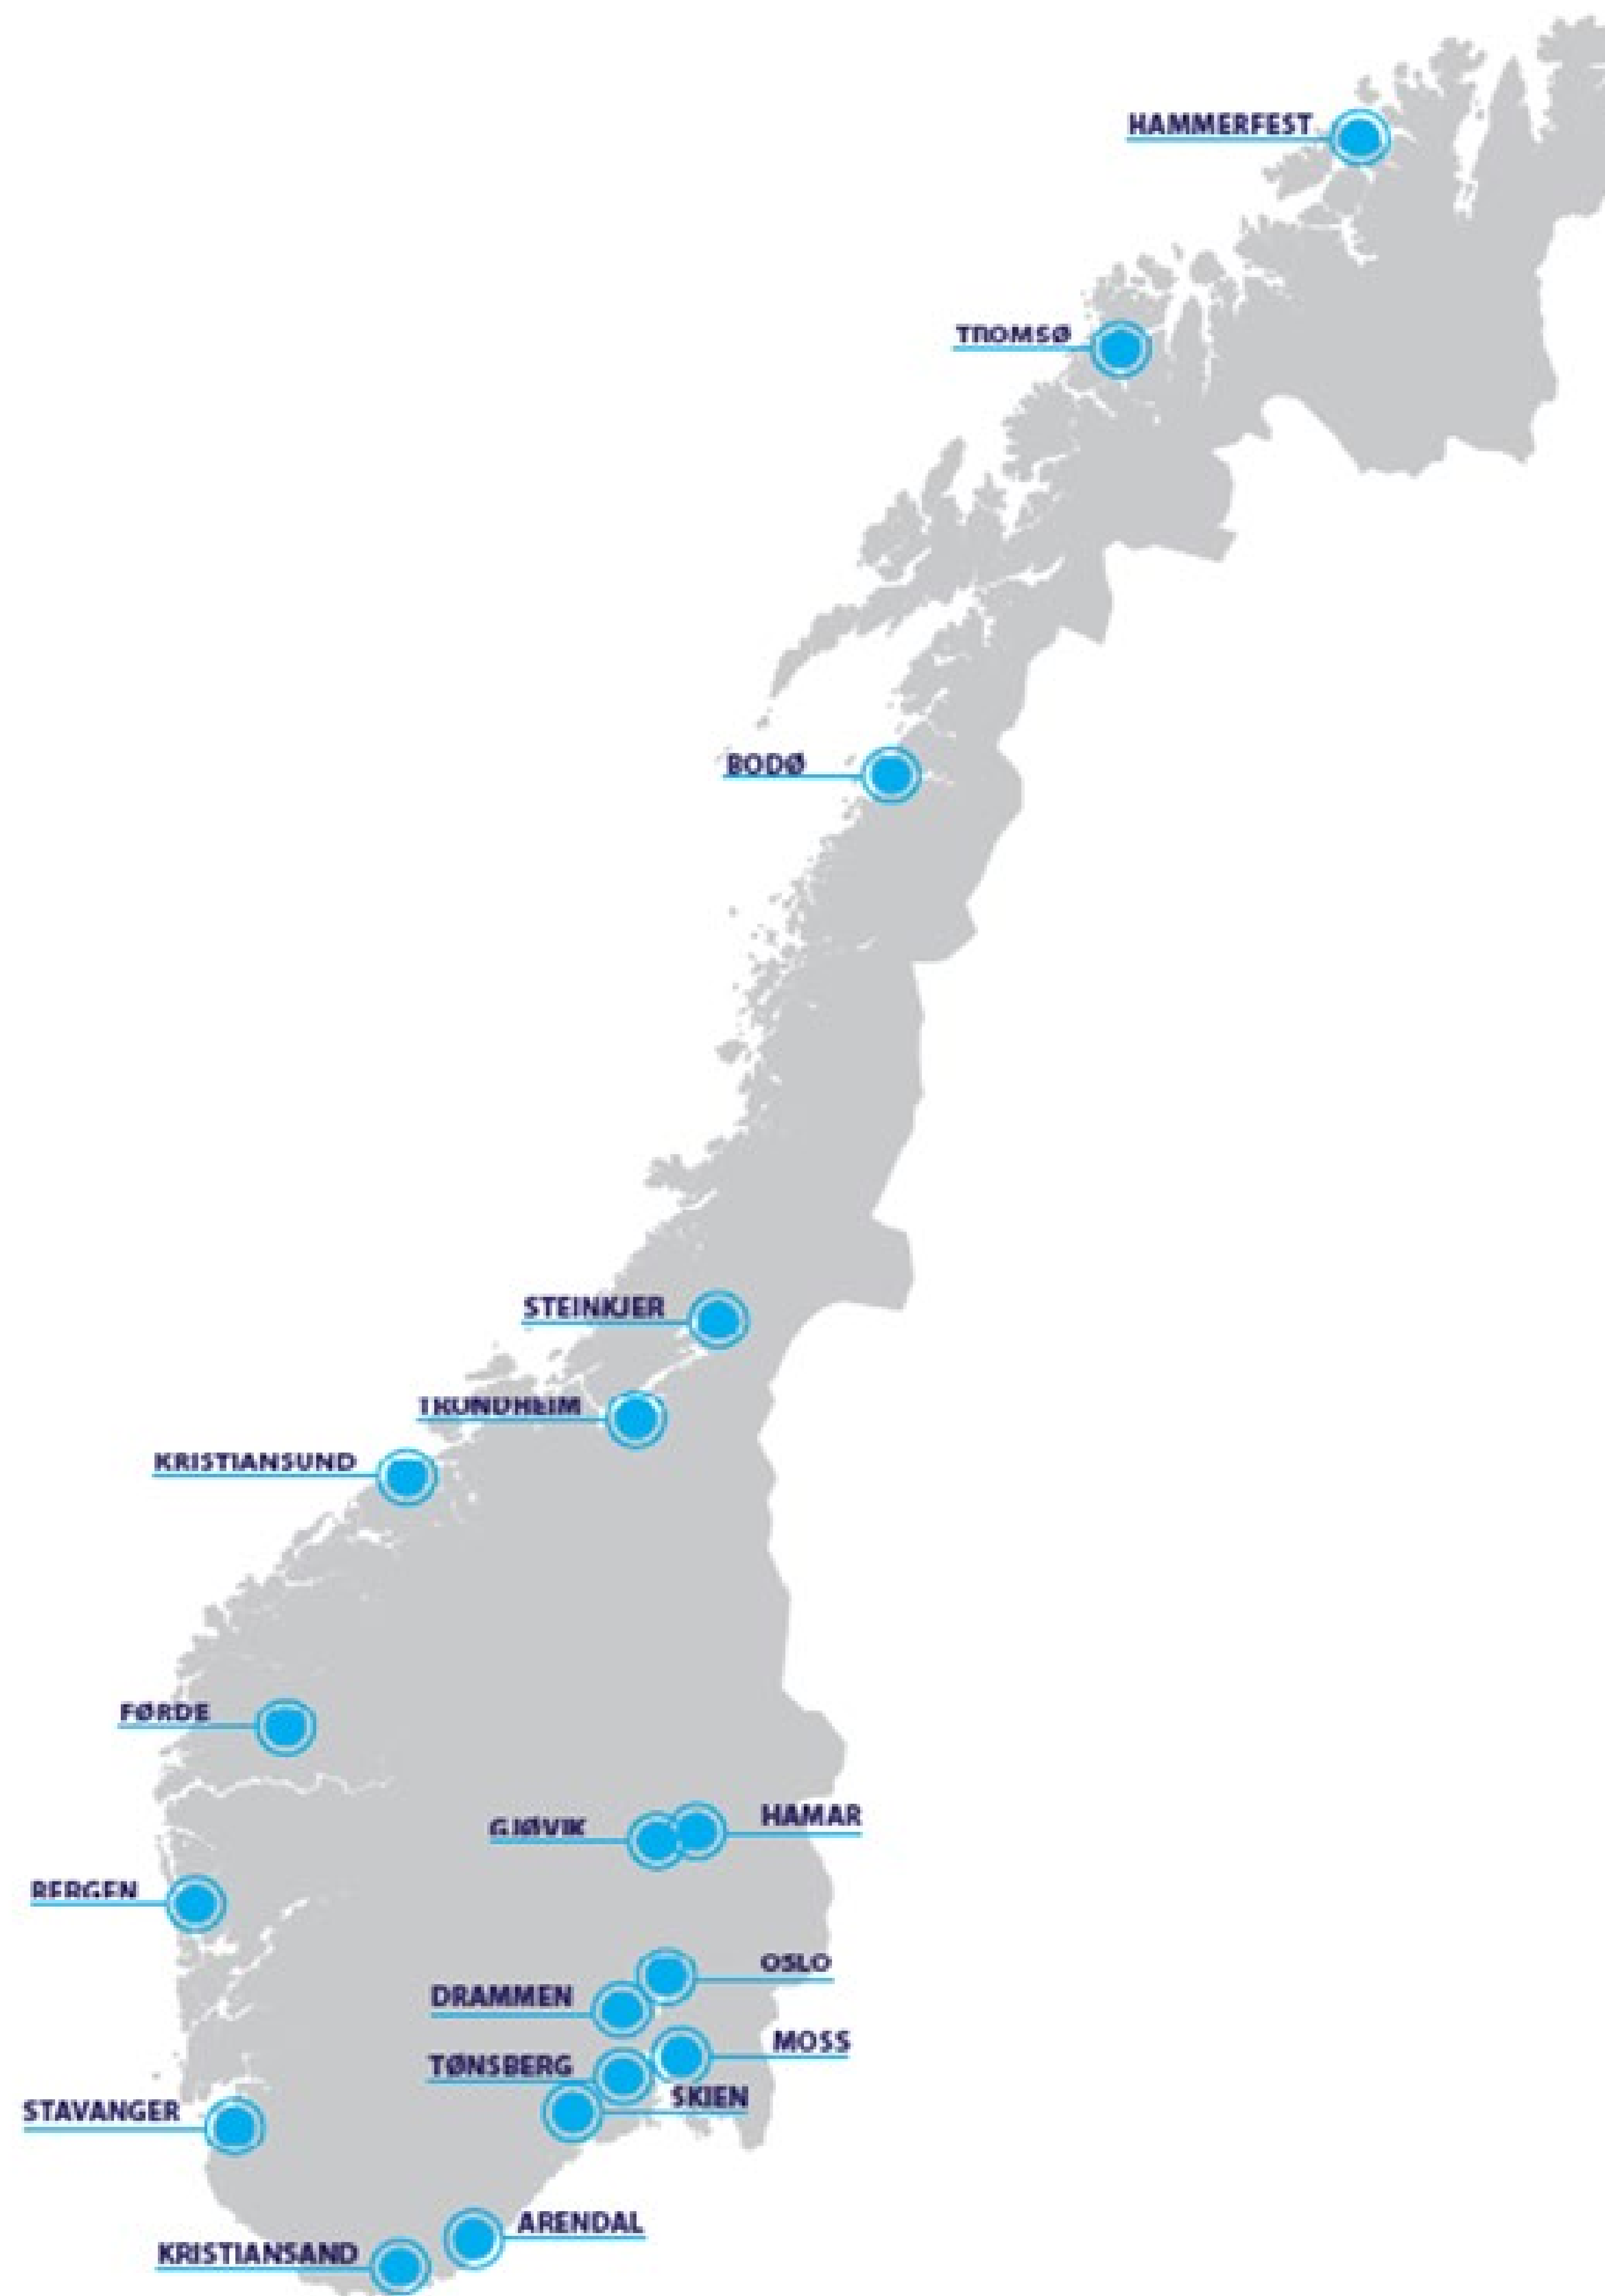 HAMMERFEST
TROMSØ
BODØ
STEINKJER
TRONDHEIM
KRISTIANSUND
FØRDE
HAMAR
GJØVIK
BERGEN
OSLO
DRAMMEN
MOSS
TØNSBERG
SKIEN
STAVANGER
ARENDAL
KRISTIANSAND